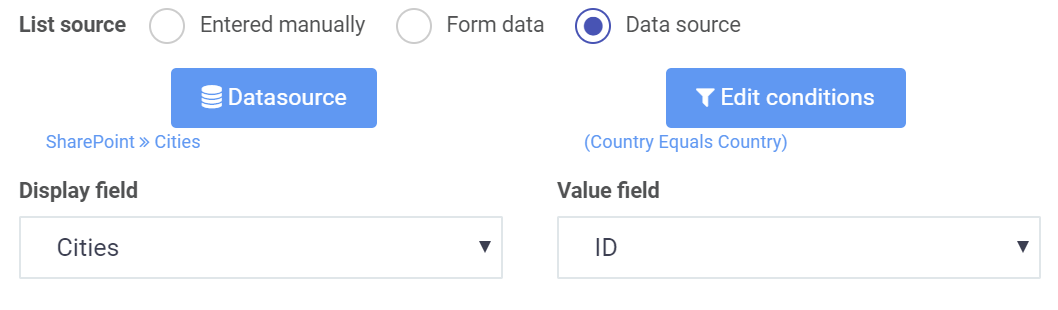 List source Entered manually Form data Data source
Datasource Edit conditions
SharePoint » Cities (Country Equals Country)
Display field Value field
Cities ID